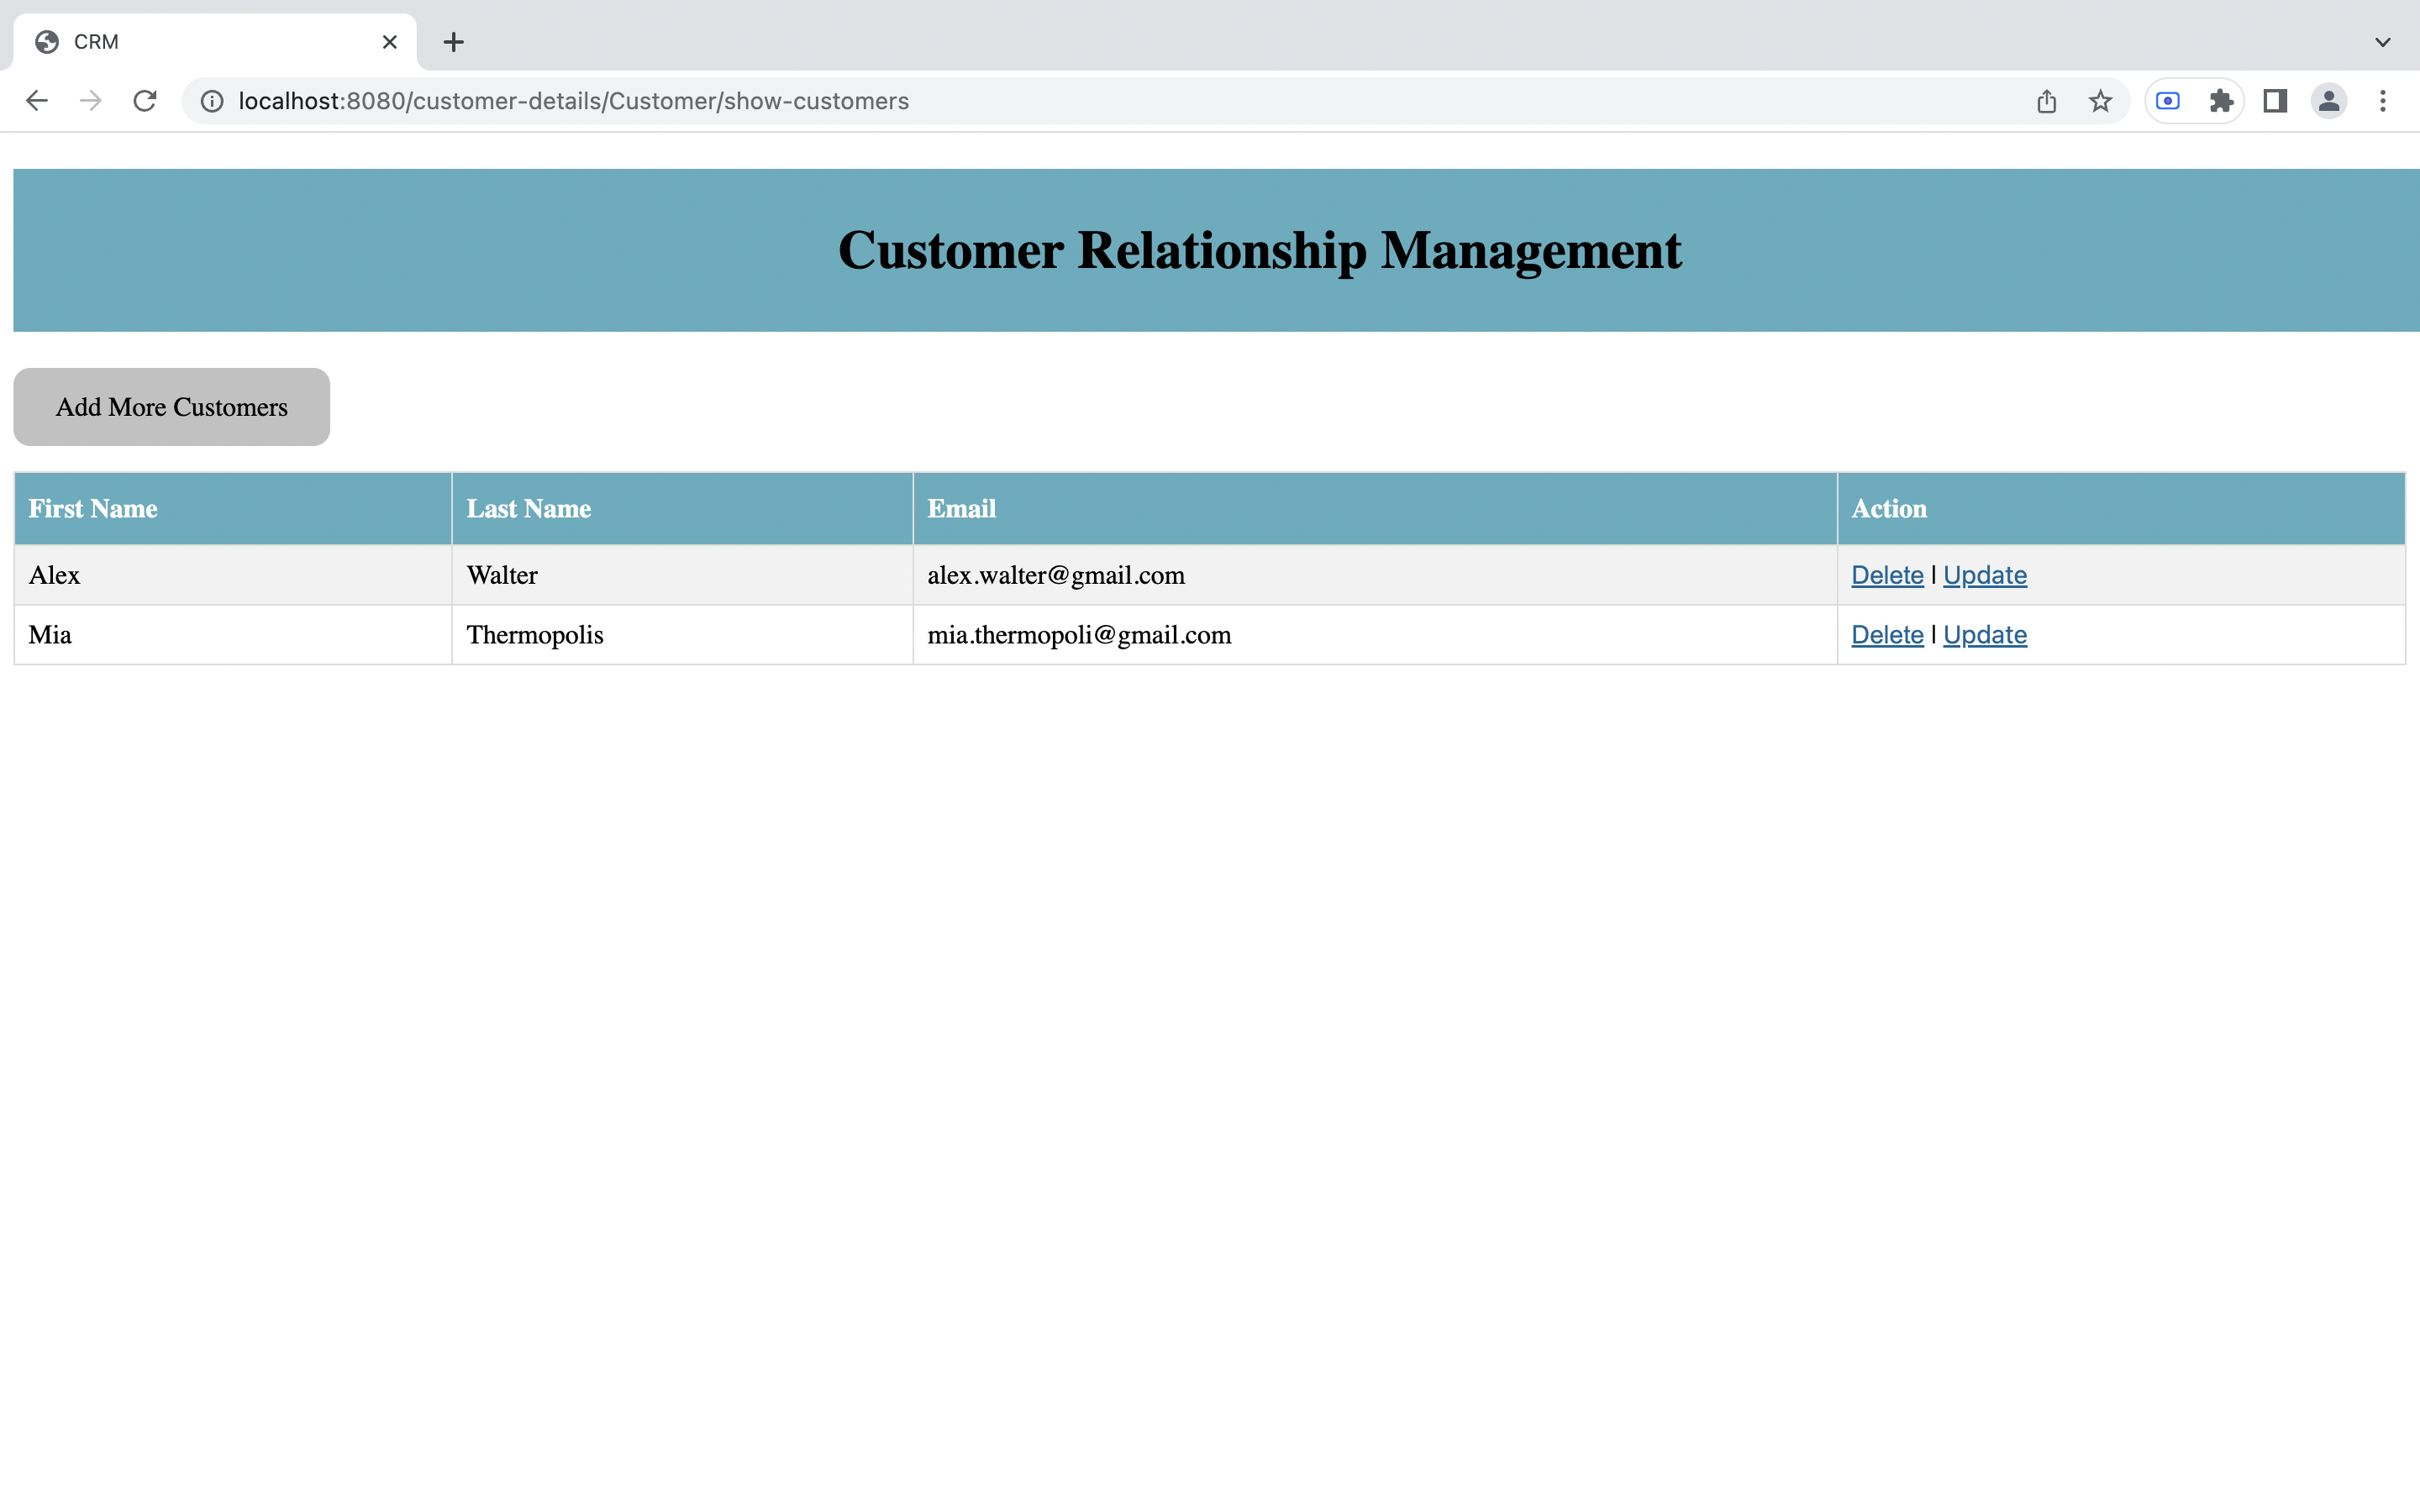 CRM
localhost:8080/customer-details/Customer/show-customers
Customer Relationship Management
Add More Customers
First Name Last Name Email Action
Alex Walter alex.walter@gmail.com Delete | Update
Mia Thermopolis mia.thermopoli@gmail.com Delete | Update